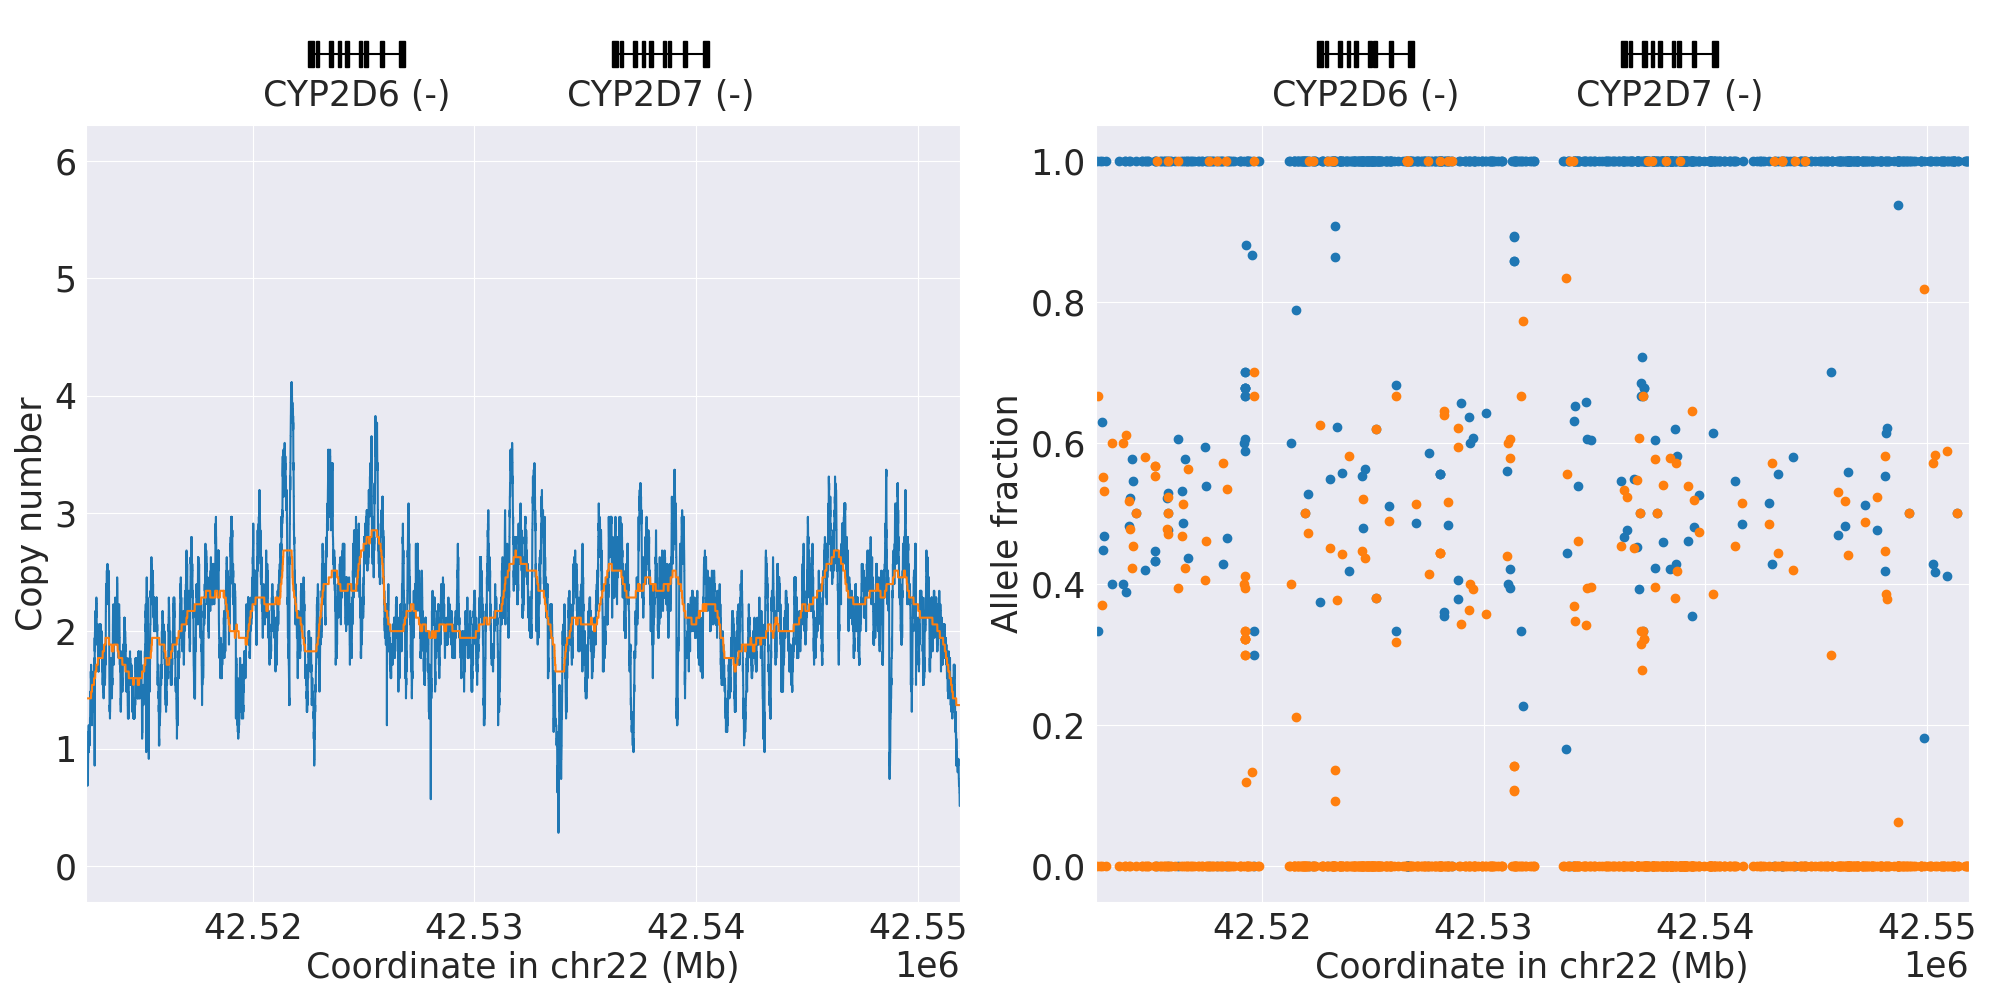 CYP2D6 (-)
CYP2D7 (-)
Copy number
6
5
4
3
2
1
0
42.52
42.53
42.54
42.55
Coordinate in chr22 (Mb)
1e6
CYP2D6 (-)
CYP2D7 (-)
Allele fraction
1.0
0.8
0.6
0.4
0.2
0.0
42.52
42.53
42.54
42.55
Coordinate in chr22 (Mb)
1e6